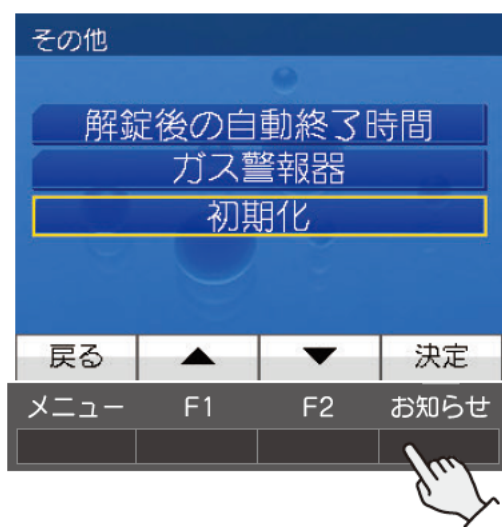 その他
解錠後の自動終了時間
ガス警報器
初期化
戻る ▲ ▼ 決定
メニュー F1 F2 お知らせ